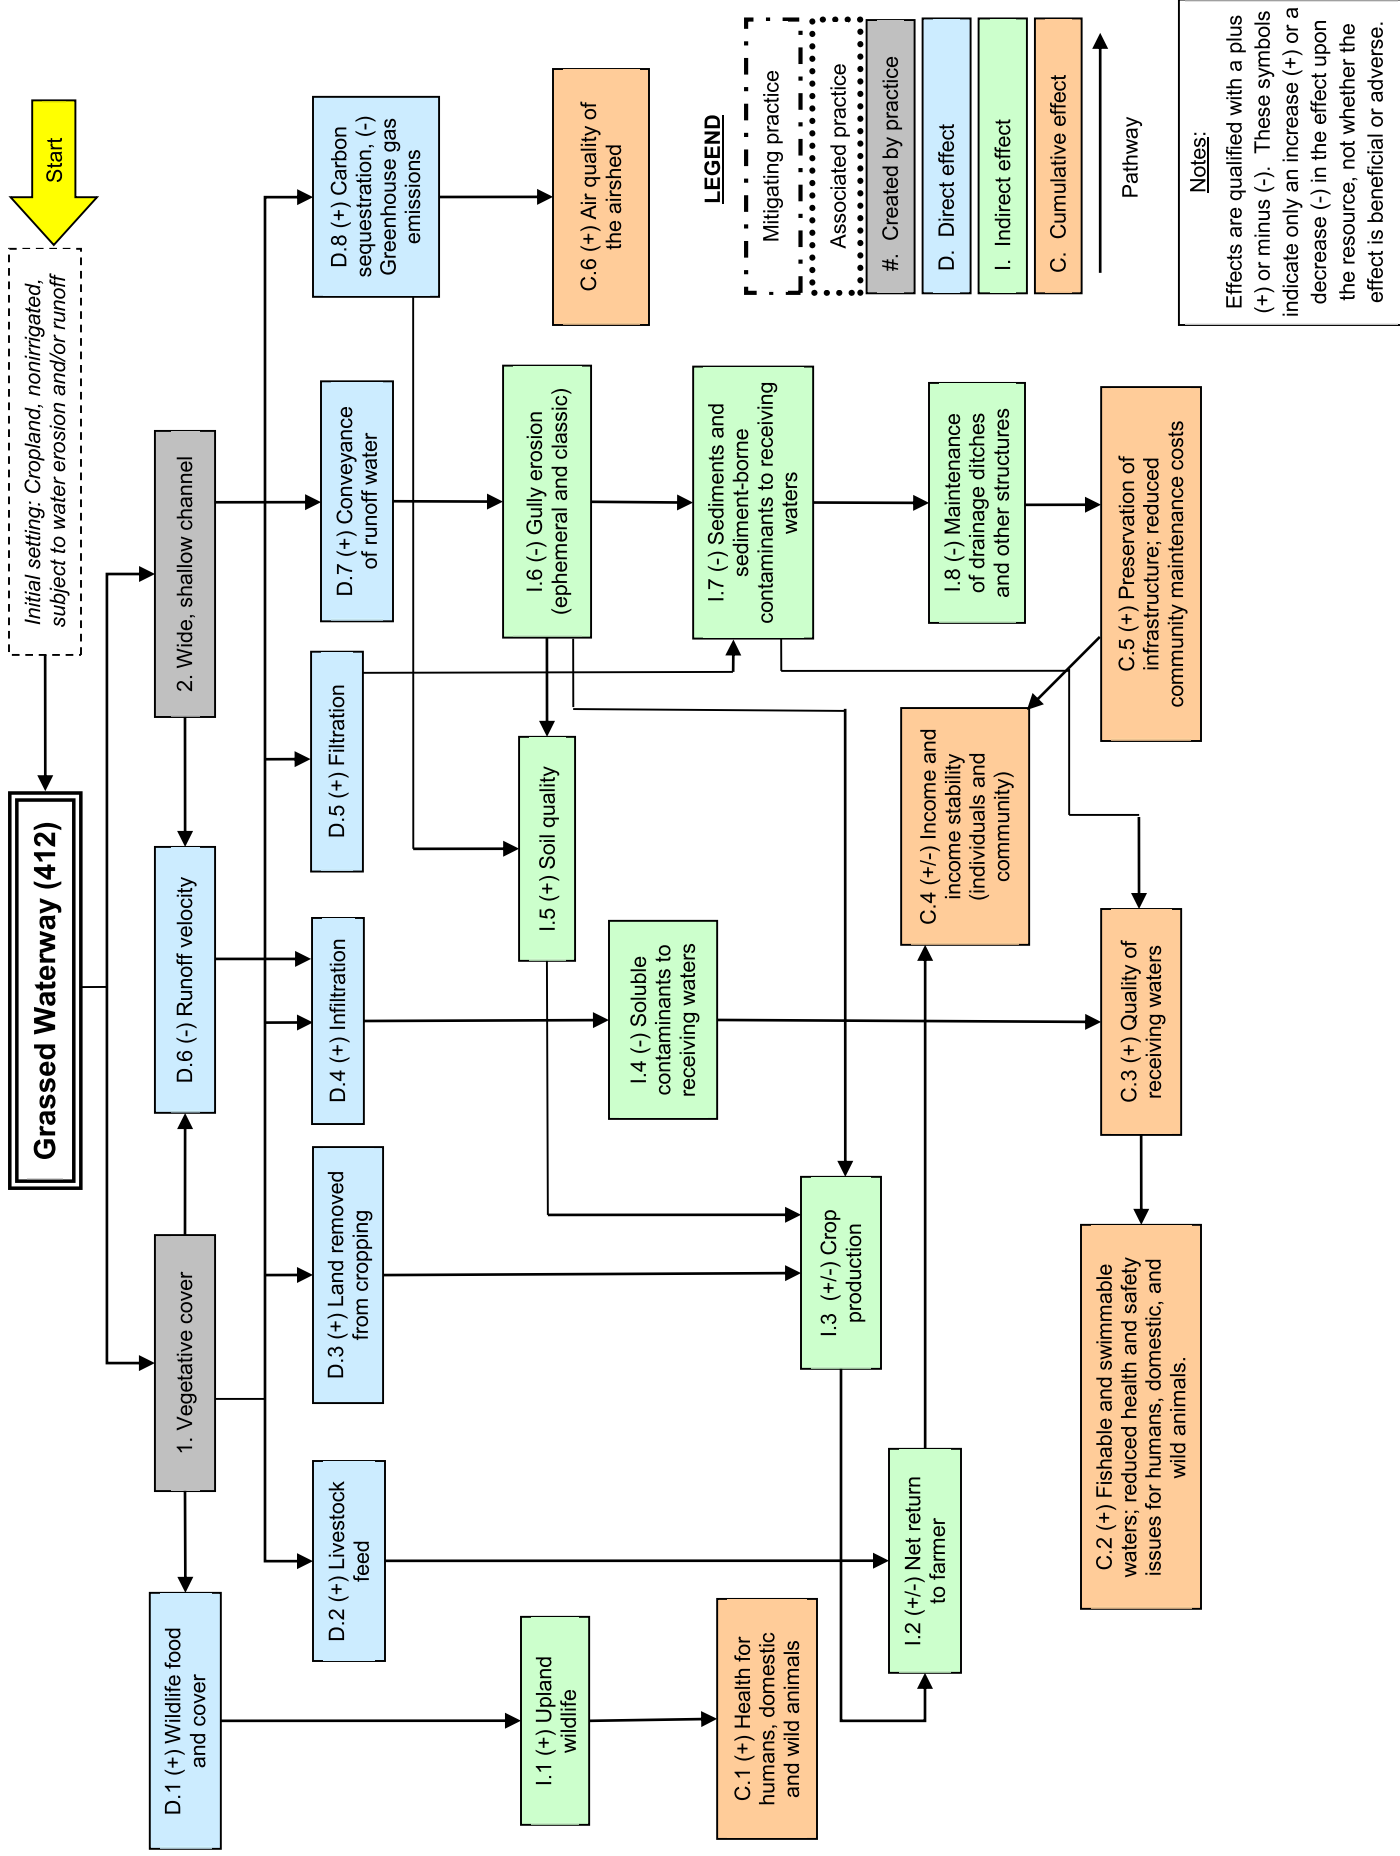 Grassed Waterway (412)
Initial setting: Cropland, nonirrigated,
subject to water erosion and/or runoff
Start
D.1 (+) Wildlife food
and cover
1. Vegetative cover
D.6 (-) Runoff velocity
2. Wide, shallow channel
D.2 (+) Livestock
feed
D.3 (+) Land removed
from cropping
D.4 (+) Infiltration
D.5 (+) Filtration
D.7 (+) Conveyance
of runoff water
D.8 (+) Carbon
sequestration, (-)
Greenhouse gas
emissions
I.1 (+) Upland
wildlife
I.5 (+) Soil quality
I.6 (-) Gully erosion
(ephemeral and classic)
C.6 (+) Air quality of
the airshed
I.4 (-) Soluble
contaminants to
receiving waters
I.7 (-) Sediments and
sediment-borne
contaminants to receiving
waters
C.1 (+) Health for
humans, domestic
and wild animals
I.3  (+/-) Crop
production
I.2 (+/-) Net return
to farmer
C.4 (+/-) Income and
income stability
(individuals and
community)
I.8 (-) Maintenance
of drainage ditches
and other structures
C.2 (+) Fishable and swimmable
waters; reduced health and safety
issues for humans, domestic, and
wild animals.
C.3 (+) Quality of
receiving waters
C.5 (+) Preservation of
infrastructure; reduced
community maintenance costs
LEGEND
Mitigating practice
Associated practice
#.  Created by practice
D.  Direct effect
I.  Indirect effect
C.  Cumulative effect
Pathway
Notes:
Effects are qualified with a plus
(+) or minus (-).  These symbols
indicate only an increase (+) or a
decrease (-) in the effect upon
the resource, not whether the
effect is beneficial or adverse.